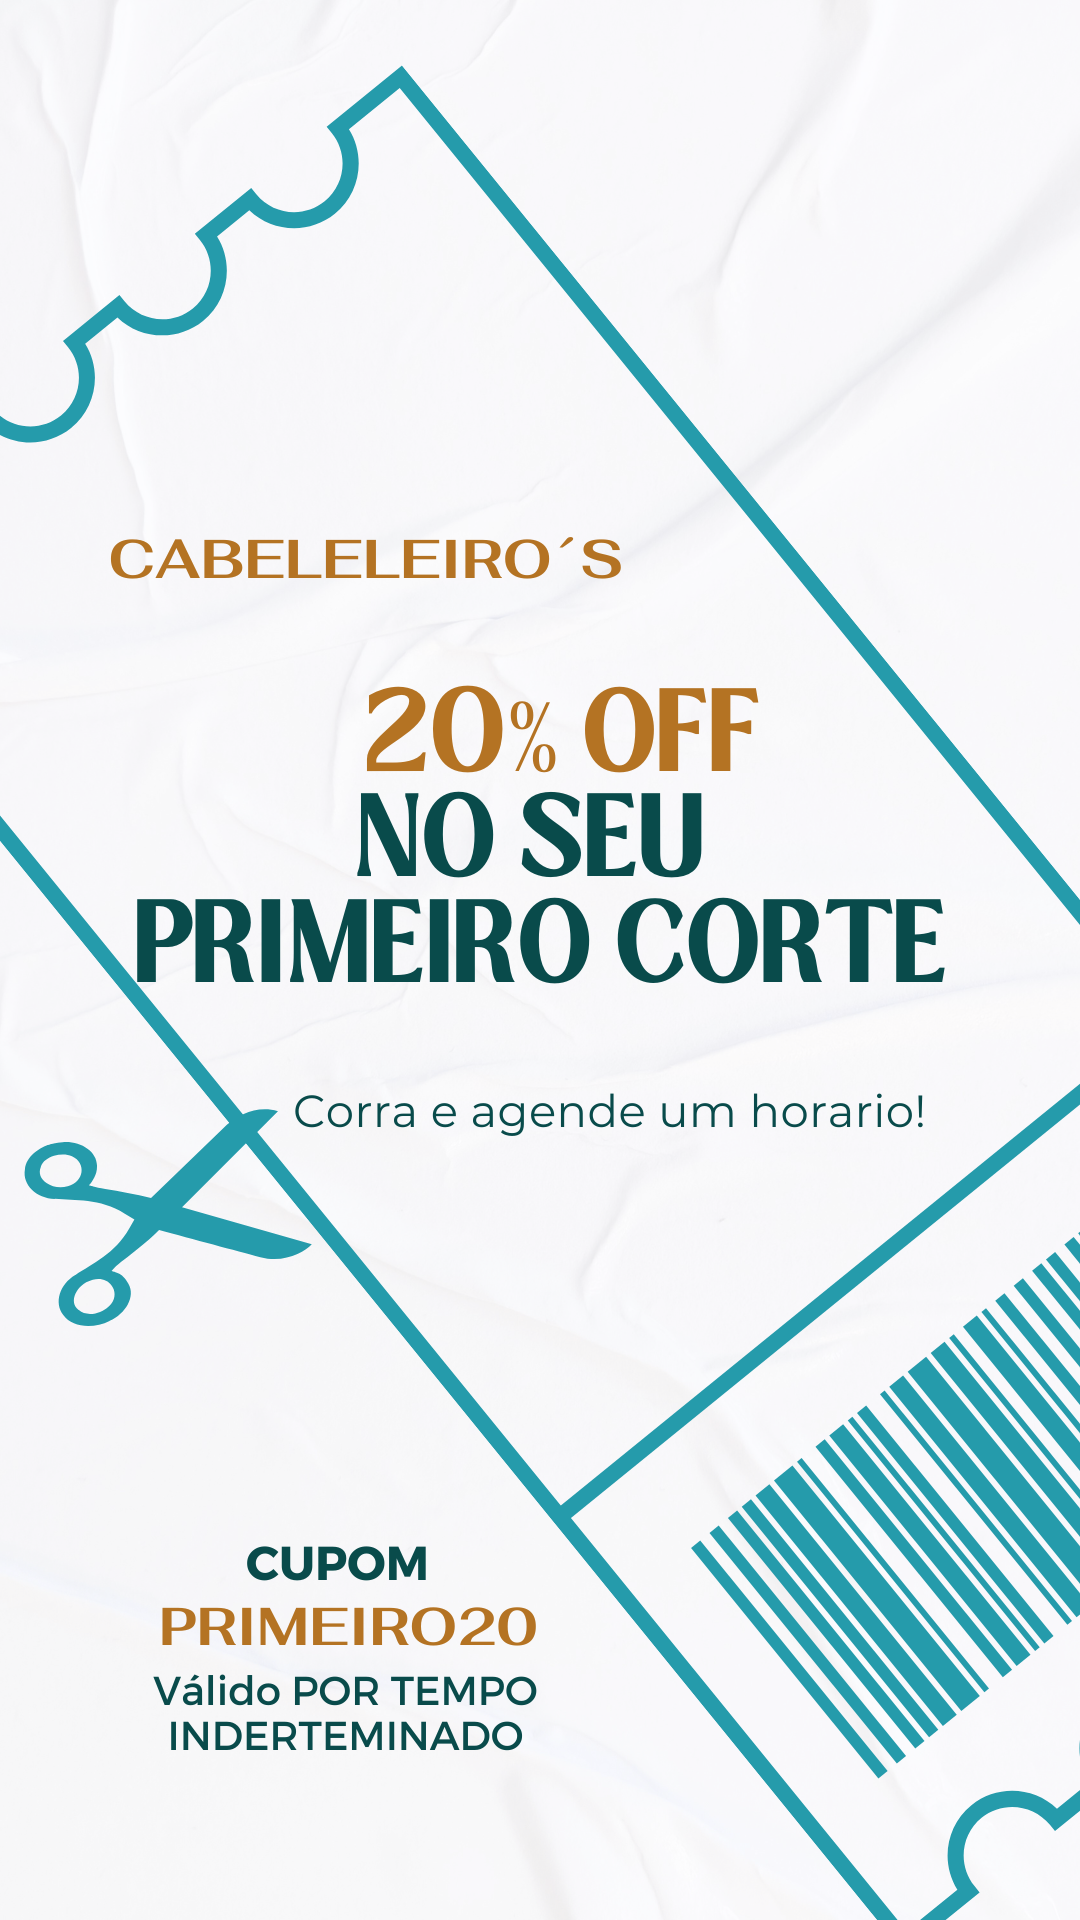 CABELELEIRO´S
20% OFF
NO SEU
PRIMEIRO CORTE
Corra e agende um horario!
CUPOM
PRIMEIRO20
Válido POR TEMPO
INDERTEMINADO